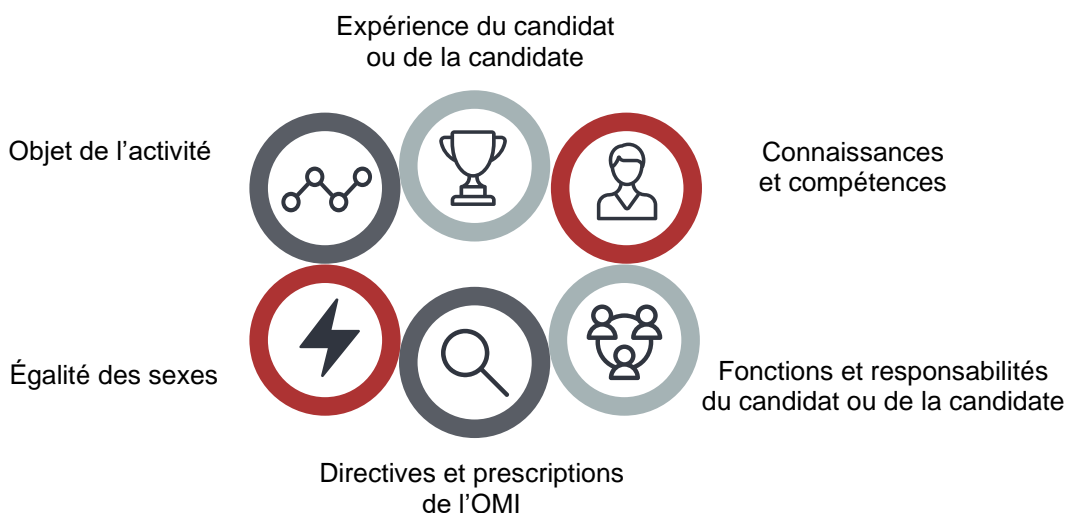 Expérience du candidat
ou de la candidate
Objet de l’activité
Connaissances
et compétences
Égalité des sexes
Fonctions et responsabilités
du candidat ou de la candidate
Directives et prescriptions
de l’OMI